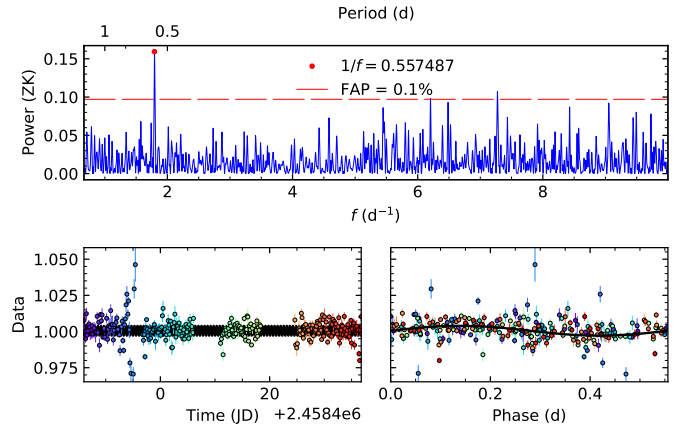 Period (d)
1 0.5
0.15
0.10
0.05
0.00
Power (ZK)
1/f = 0.557487
FAP = 0.1%
2 4 6 8
f (d⁻¹)
1.050
1.025
1.000
0.975
Data
0 20
Time (JD) +2.4584e6
0.0 0.2 0.4
Phase (d)